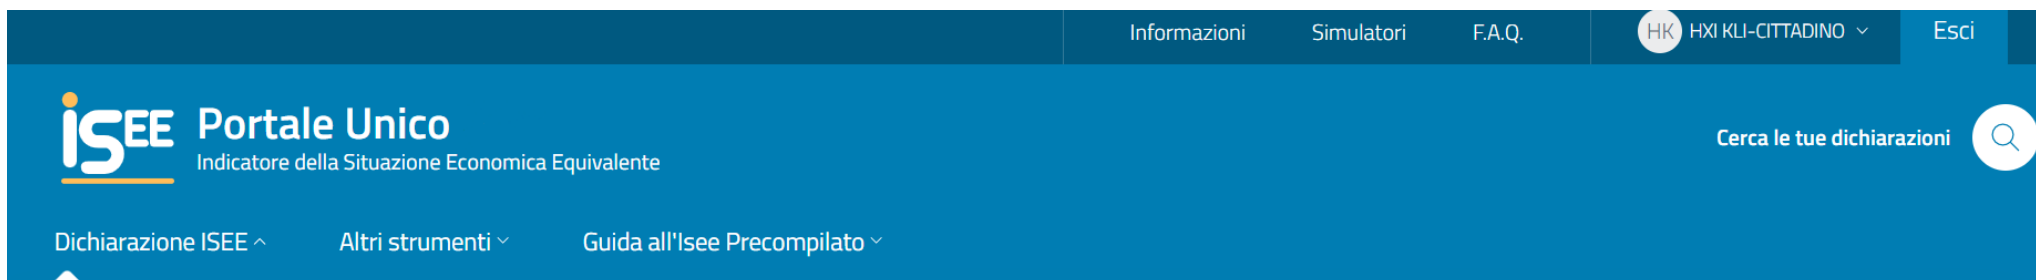 Informazioni Simulatori F.A.Q. HK HXI KLI-CITTADINO Esci
ISEE Portale Unico
Indicatore della Situazione Economica Equivalente
Cerca le tue dichiarazioni
Dichiarazione ISEE Altri strumenti Guida all'Isee Precompilato